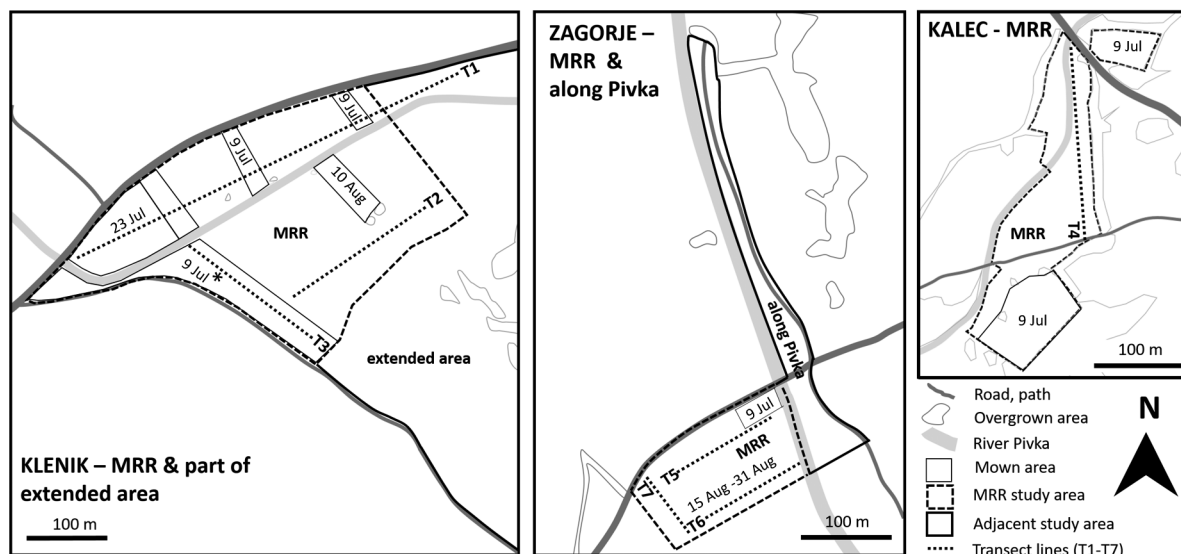 T1
9 Jul
9 Jul
10 Aug
T2
23 Jul
MRR
9 Jul *
T3
extended area
KLENIK – MRR & part of
extended area
100 m
ZAGORJE –
MRR &
along Pivka
along Pivka
9 Jul
MRR
T5
T7
15 Aug -31 Aug
T6
100 m
KALEC - MRR
9 Jul
MRR
T4
9 Jul
100 m
Road, path
Overgrown area
River Pivka
Mown area
MRR study area
Adjacent study area
Transect lines (T1-T7)
N